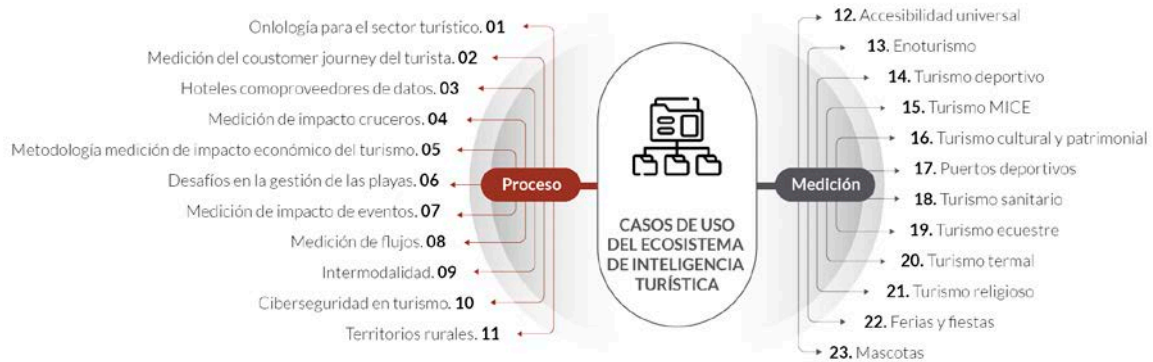 Onlología para el sector turístico. 01
Medición del coustomer journey del turista. 02
Hoteles comoproveedores de datos. 03
Medición de impacto cruceros. 04
Metodología medición de impacto económico del turismo. 05
Desafíos en la gestión de las playas. 06
Medición de impacto de eventos. 07
Medición de flujos. 08
Intermodalidad. 09
Ciberseguridad en turismo. 10
Territorios rurales. 11
Proceso
CASOS DE USO
DEL ECOSISTEMA
DE INTELIGENCIA
TURÍSTICA
Medición
12. Accesibilidad universal
13. Enoturismo
14. Turismo deportivo
15. Turismo MICE
16. Turismo cultural y patrimonial
17. Puertos deportivos
18. Turismo sanitario
19. Turismo ecuestre
20. Turismo termal
21. Turismo religioso
22. Ferias y fiestas
23. Mascotas